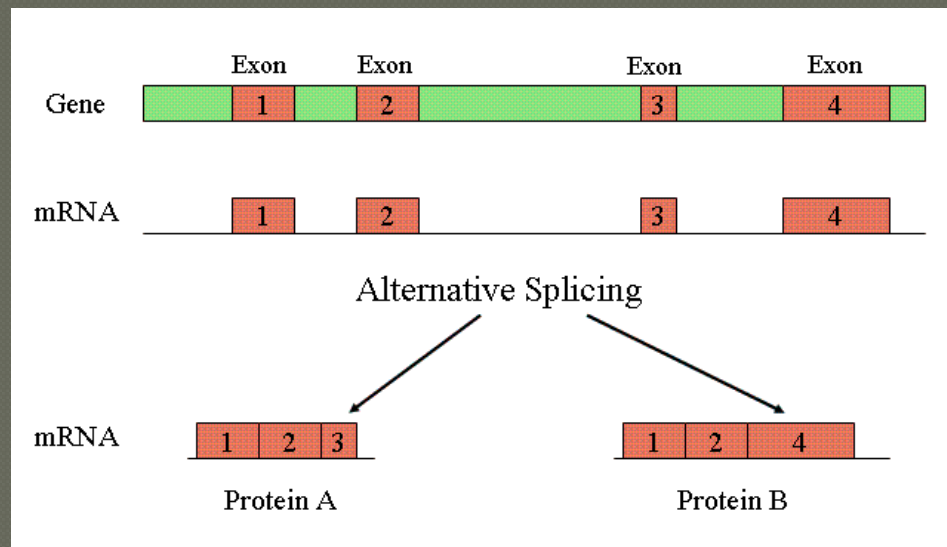 Exon Exon Exon Exon
Gene 1 2 3 4
mRNA 1 2 3 4
Alternative Splicing
mRNA 1 2 3 1 2 4
Protein A Protein B